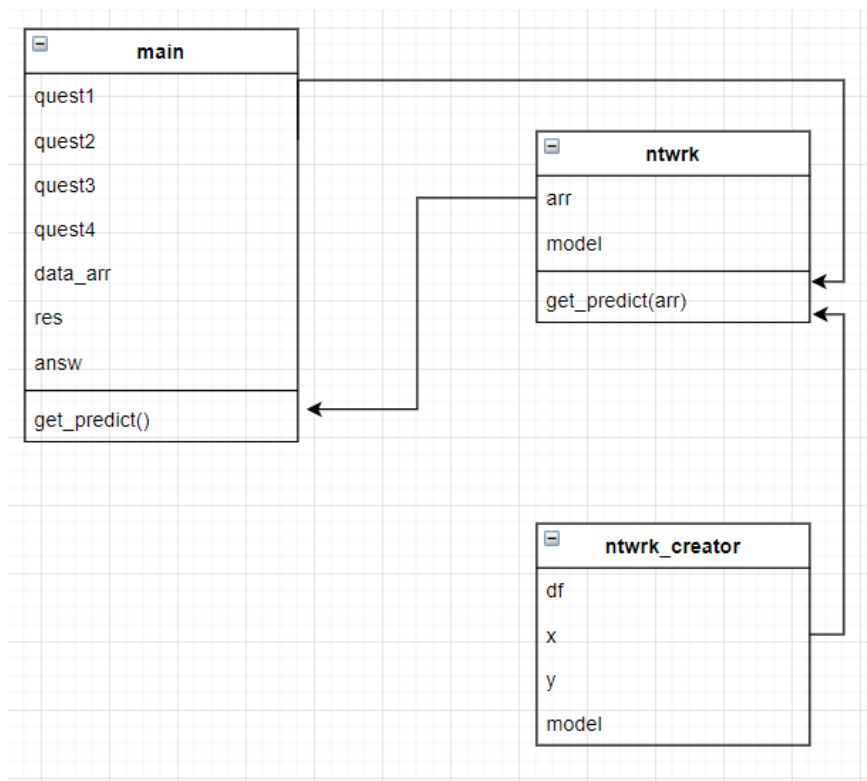 main
quest1
quest2
quest3
quest4
data_arr
res
answ
get_predict()
ntwrk
arr
model
get_predict(arr)
ntwrk_creator
df
x
y
model